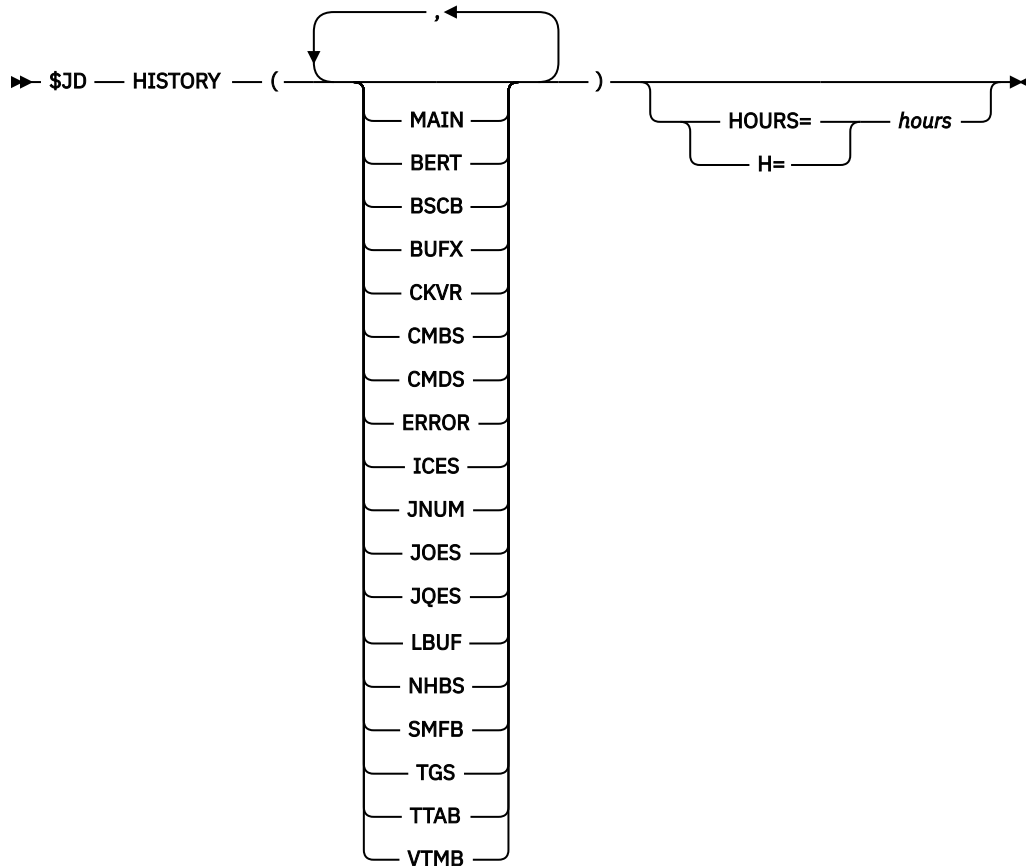 ,
$JD HISTORY ( )
MAIN HOURS= hours
BERT H=
BSCB
BUFX
CKVR
CMBS
CMDS
ERROR
ICES
JNUM
JOES
JQES
LBUF
NHBS
SMFB
TGS
TTAB
VTMB